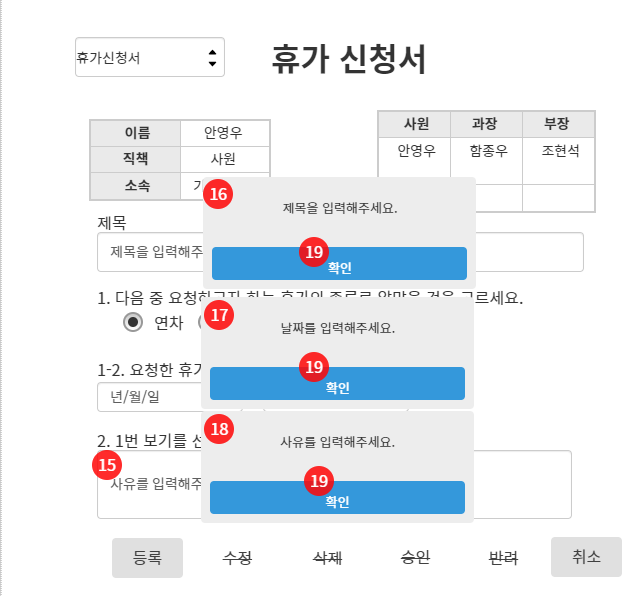 휴가신청서
휴가 신청서
이름 안영우
직책 사원
소속
사원 과장 부장
안영우 함종우 조현석
제목
제목을 입력해주
16
제목을 입력해주세요.
19
확인
1. 다음 중 요청하고자 하는 휴가의 종류로 알맞은 것을 고르세요.
연차
17
날짜를 입력해주세요.
19
확인
1-2. 요청한 휴가
년/월/일
18
사유를 입력해주세요.
19
확인
2. 1번 보기를 선
15
사유를 입력해주
등록 수정 삭제 승인 반려 취소